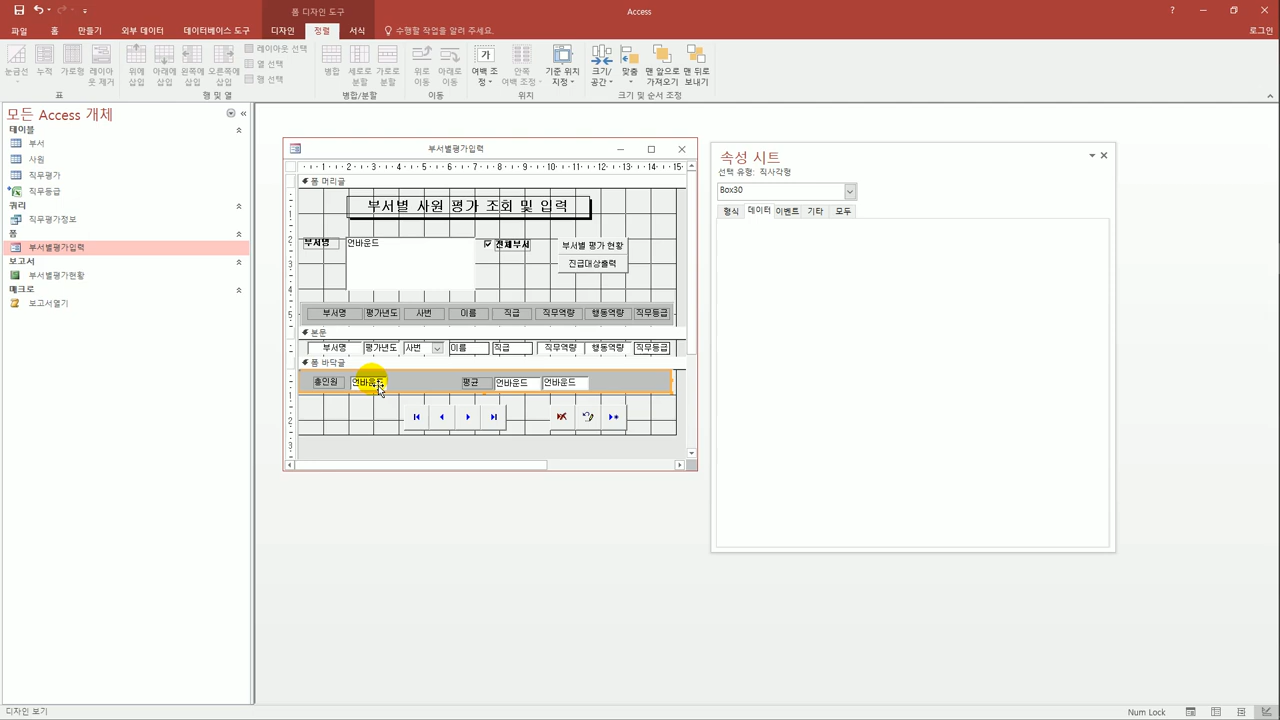 폼 디자인 도구
Access
파일 홈 만들기 외부 데이터 데이터베이스 도구 디자인 정렬 서식 수행할 작업을 알려 주세요. 로그인
눈금선 누적 가로형 레이아웃 제거
위에 삽입 아래에 삽입 왼쪽에 삽입 오른쪽에 삽입
레이아웃 선택
열 선택
행 선택
병합 세로로 분할 가로로 분할
위로 이동 아래로 이동
여백 조정 안쪽 여백 조정 기준 위치 지정
크기/공간 맞춤 맨 앞으로 가져오기 맨 뒤로 보내기
표 행 및 열 병합/분할 이동 위치 크기 및 순서 조정
모든 Access 개체
테이블
부서
사원
직무평가
직무등급
쿼리
직무평가정보
폼
부서별평가입력
보고서
부서별평가현황
매크로
보고서열기
부서별평가입력
1 2 3 4 5 6 7 8 9 10 11 12 13 14 15
폼 머리글
부서별 사원 평가 조회 및 입력
부서명 언바운드 전체부서 부서별 평가 현황
진급대상출력
부서명 평가년도 사번 이름 직급 직무역량 행동역량 직무등급
본문
부서명 평가년도 사번 이름 직급 직무역량 행동역량 직무등급
폼 바닥글
총인원 언바운드 평균 언바운드 언바운드
속성 시트
선택 유형: 직사각형
Box30
형식 데이터 이벤트 기타 모두
디자인 보기
Num Lock